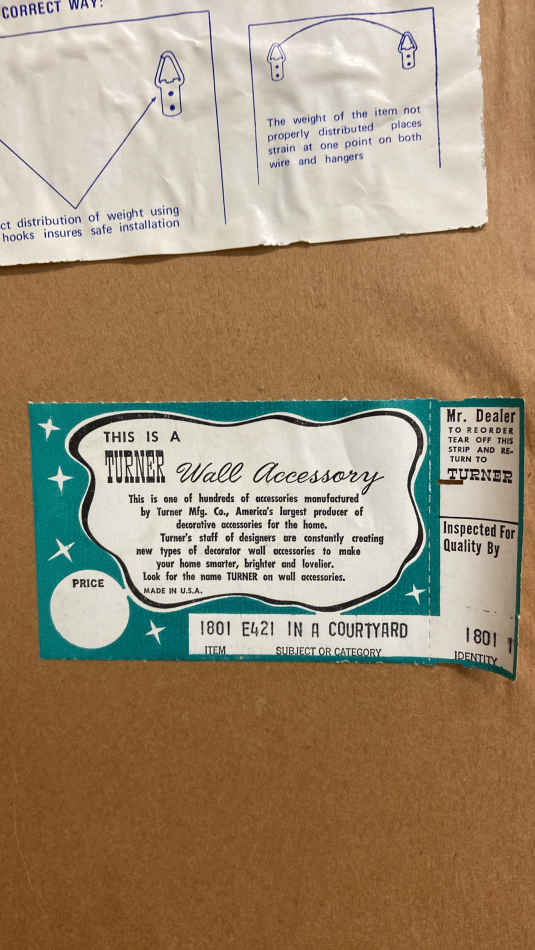 CORRECT WAY:
The weight of the item not
properly distributed places
strain at one point on both
wire and hangers
ct distribution of weight using
hooks insures safe installation
THIS IS A
TURNER Wall Accessory
This is one of hundreds of accessories manufactured
by Turner Mfg. Co., America's largest producer of
decorative accessories for the home.
Turner's staff of designers are constantly creating
new types of decorator wall accessories to make
your home smarter, brighter and lovelier.
Look for the name TURNER on wall accessories.
MADE IN U.S.A.
PRICE
1801 E421 IN A COURTYARD
ITEM SUBJECT OR CATEGORY
Mr. Dealer
TO REORDER
TEAR OFF THIS
STRIP AND RE-
TURN TO
TURNER
Inspected For
Quality By
1801
IDENTITY